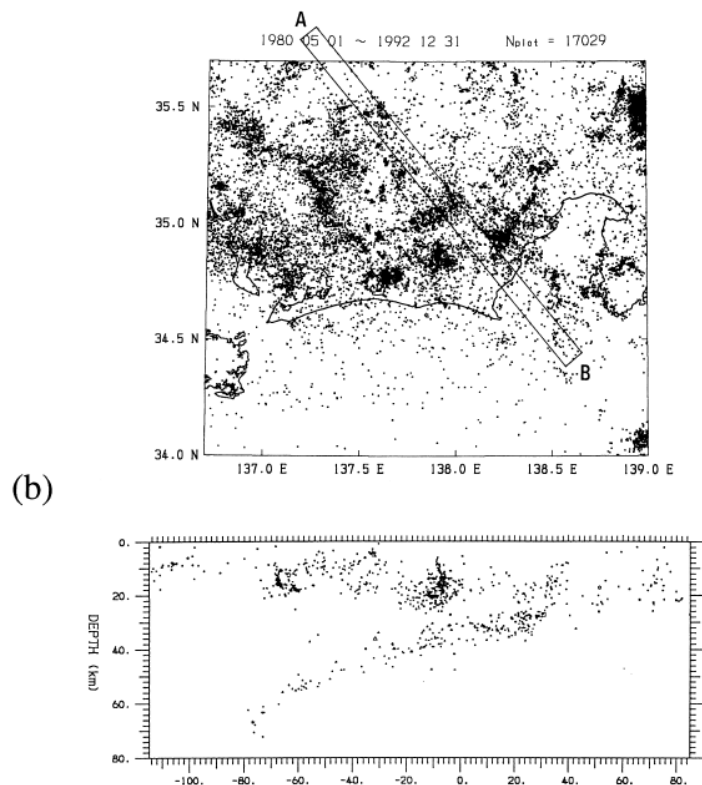 A
1980 05 01 ~ 1992 12 31 Nplot = 17029
35.5 N
35.0 N
34.5 N
B
34.0 N
137.0 E 137.5 E 138.0 E 138.5 E 139.0 E
(b)
0.
20.
40.
60.
80.
DEPTH (km)
-100. -80. -60. -40. -20. 0. 20. 40. 60. 80.